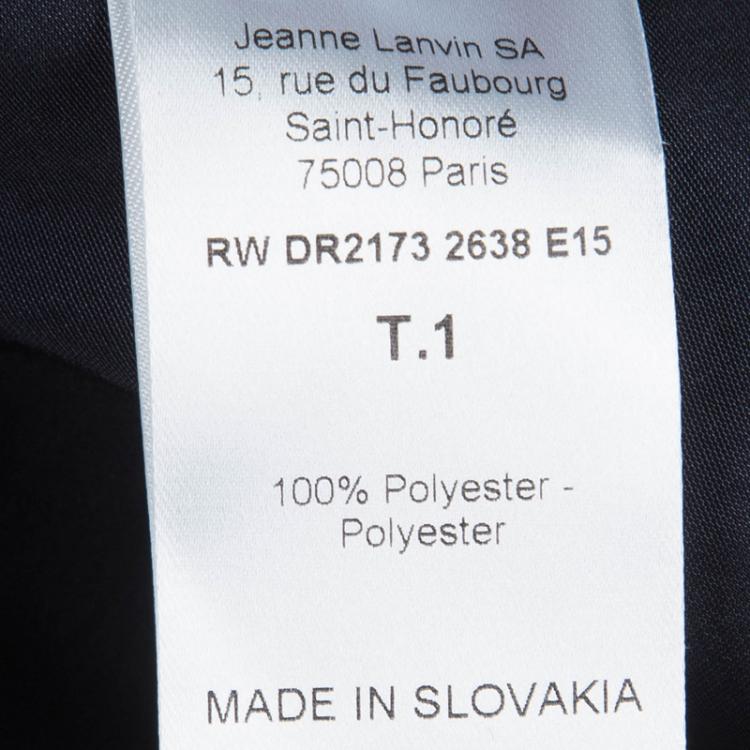 Jeanne Lanvin SA
15, rue du Faubourg
Saint-Honoré
75008 Paris
RW DR2173 2638 E15
T.1
100% Polyester -
Polyester
MADE IN SLOVAKIA